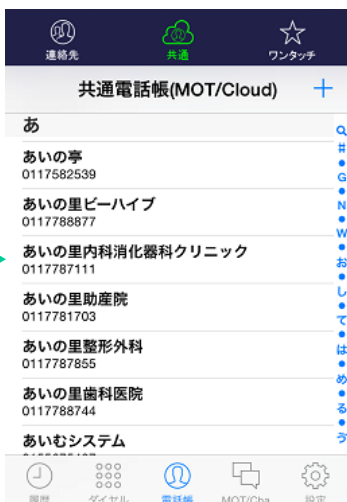 連絡先 共通 ワンタッチ
共通電話帳(MOT/Cloud) +
あ
あいの亭
0117582539
あいの里ビーハイブ
0117788877
あいの里内科消化器科クリニック
0117787111
あいの里助産院
0117781703
あいの里整形外科
0117787855
あいの里歯科医院
0117788744
あいむシステム
#
G
N
W
お
し
て
は
め
る
ゔ
履歴 ダイヤル 電話帳 MOT/Cha 設定